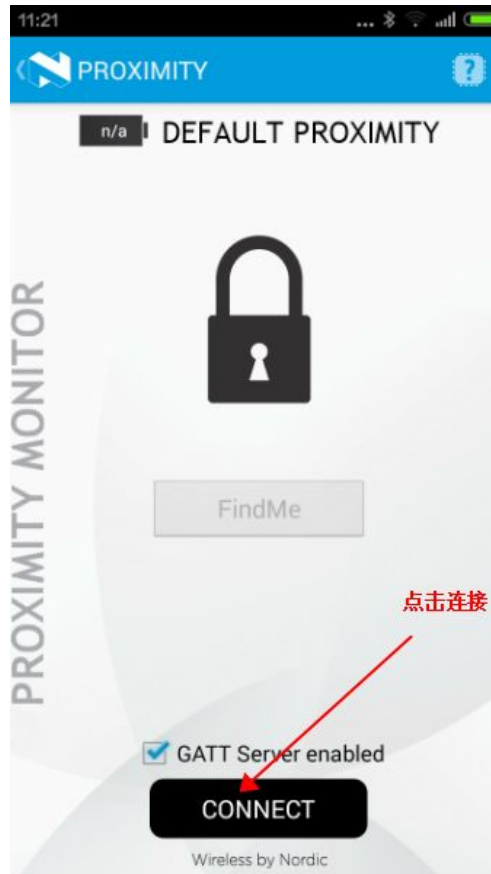 11:21
PROXIMITY
?
n/a
DEFAULT PROXIMITY
PROXIMITY MONITOR
FindMe
点击连接
GATT Server enabled
CONNECT
Wireless by Nordic